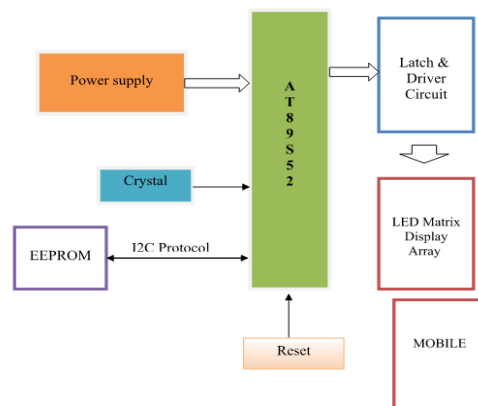 Power supply
A
T
8
9
S
5
2
Latch &
Driver
Circuit
Crystal
LED Matrix
Display
Array
I2C Protocol
EEPROM
MOBILE
Reset